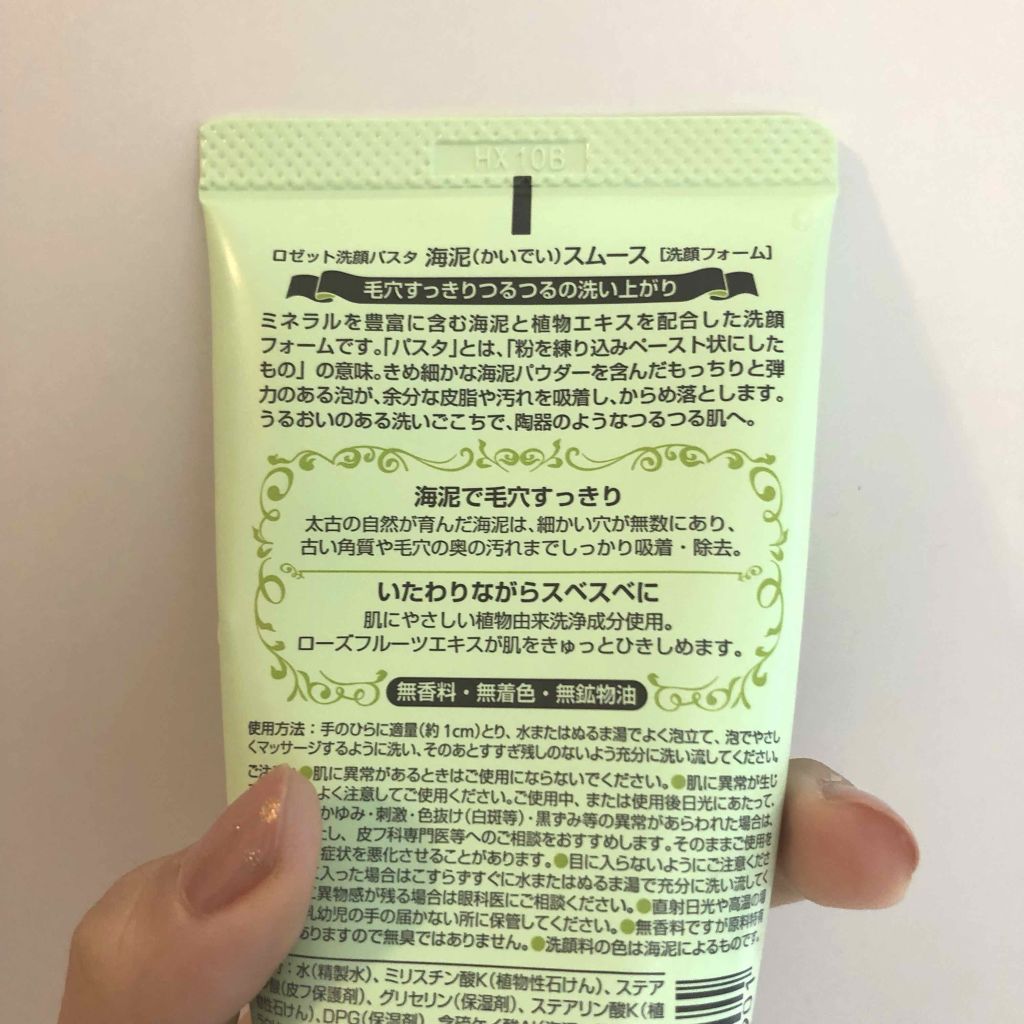 HX10B
ロゼット洗顔パスタ 海泥(かいでい)スムース [洗顔フォーム]
毛穴すっきりつるつるの洗い上がり
ミネラルを豊富に含む海泥と植物エキスを配合した洗顔
フォームです。「パスタ」とは、「粉を練り込みペースト状にした
もの」の意味。きめ細かな海泥パウダーを含んだもっちりと弾
力のある泡が、余分な皮脂や汚れを吸着し、からめ落とします。
うるおいのある洗いごこちで、陶器のようなつるつる肌へ。
海泥で毛穴すっきり
太古の自然が育んだ海泥は、細かい穴が無数にあり、
古い角質や毛穴の奥の汚れまでしっかり吸着・除去。
いたわりながらスベスベに
肌にやさしい植物由来洗浄成分使用。
ローズフルーツエキスが肌をきゅっとひきしめます。
無香料・無着色・無鉱物油
使用方法：手のひらに適量(約1cm)とり、水またはぬるま湯でよく泡立て、泡でやさし
くマッサージするように洗い、そのあとすすぎ残しのないよう充分に洗い流してください。
ご注 ●肌に異常があるときはご使用にならないでください。●肌に異常が生じ
よく注意してご使用ください。ご使用中、または使用後日光にあたって、
かゆみ・刺激・色抜け(白斑等)・黒ずみ等の異常があらわれた場合は、
し、皮フ科専門医等へのご相談をおすすめします。そのままご使用を
症状を悪化させることがあります。●目に入らないようにご注意くださ
入った場合はこすらずすぐに水またはぬるま湯で充分に洗い流してく
異物感が残る場合は眼科医にご相談ください。●直射日光や高温の場
乳幼児の手の届かない所に保管してください。●無香料ですが原料特有
ありますので無臭ではありません。●洗顔料の色は海泥によるものです。
：水(精製水)、ミリスチン酸K(植物性石けん)、ステア
酸(皮フ保護剤)、グリセリン(保湿剤)、ステアリン酸K(植
物性石けん)、DPG(保湿剤)、含硫ケイ酸Al